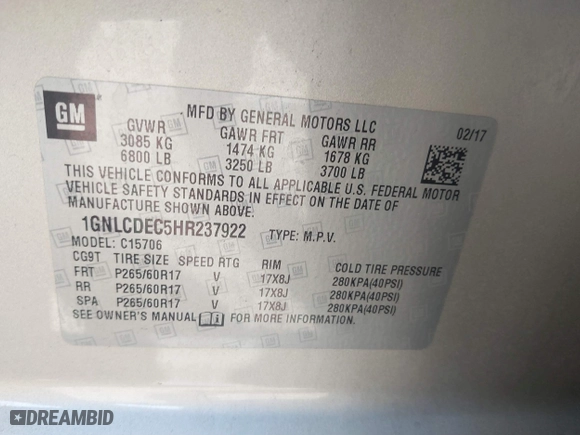 GM
MFD BY GENERAL MOTORS LLC
02/17
GVWR GAWR FRT GAWR RR
3085 KG 1474 KG 1678 KG
6800 LB 3250 LB 3700 LB
THIS VEHICLE CONFORMS TO ALL APPLICABLE U.S. FEDERAL MOTOR
VEHICLE SAFETY STANDARDS IN EFFECT ON THE DATE OF
MANUFACTURE SHOWN ABOVE.
1GNLCDEC5HR237922 TYPE: M.P.V.
MODEL: C15706
CG9T TIRE SIZE SPEED RTG RIM COLD TIRE PRESSURE
FRT P265/60R17 V 17X8J 280KPA(40PSI)
RR P265/60R17 V 17X8J 280KPA(40PSI)
SPA P265/60R17 V 17X8J 280KPA(40PSI)
SEE OWNER'S MANUAL FOR MORE INFORMATION.
DREAMBID